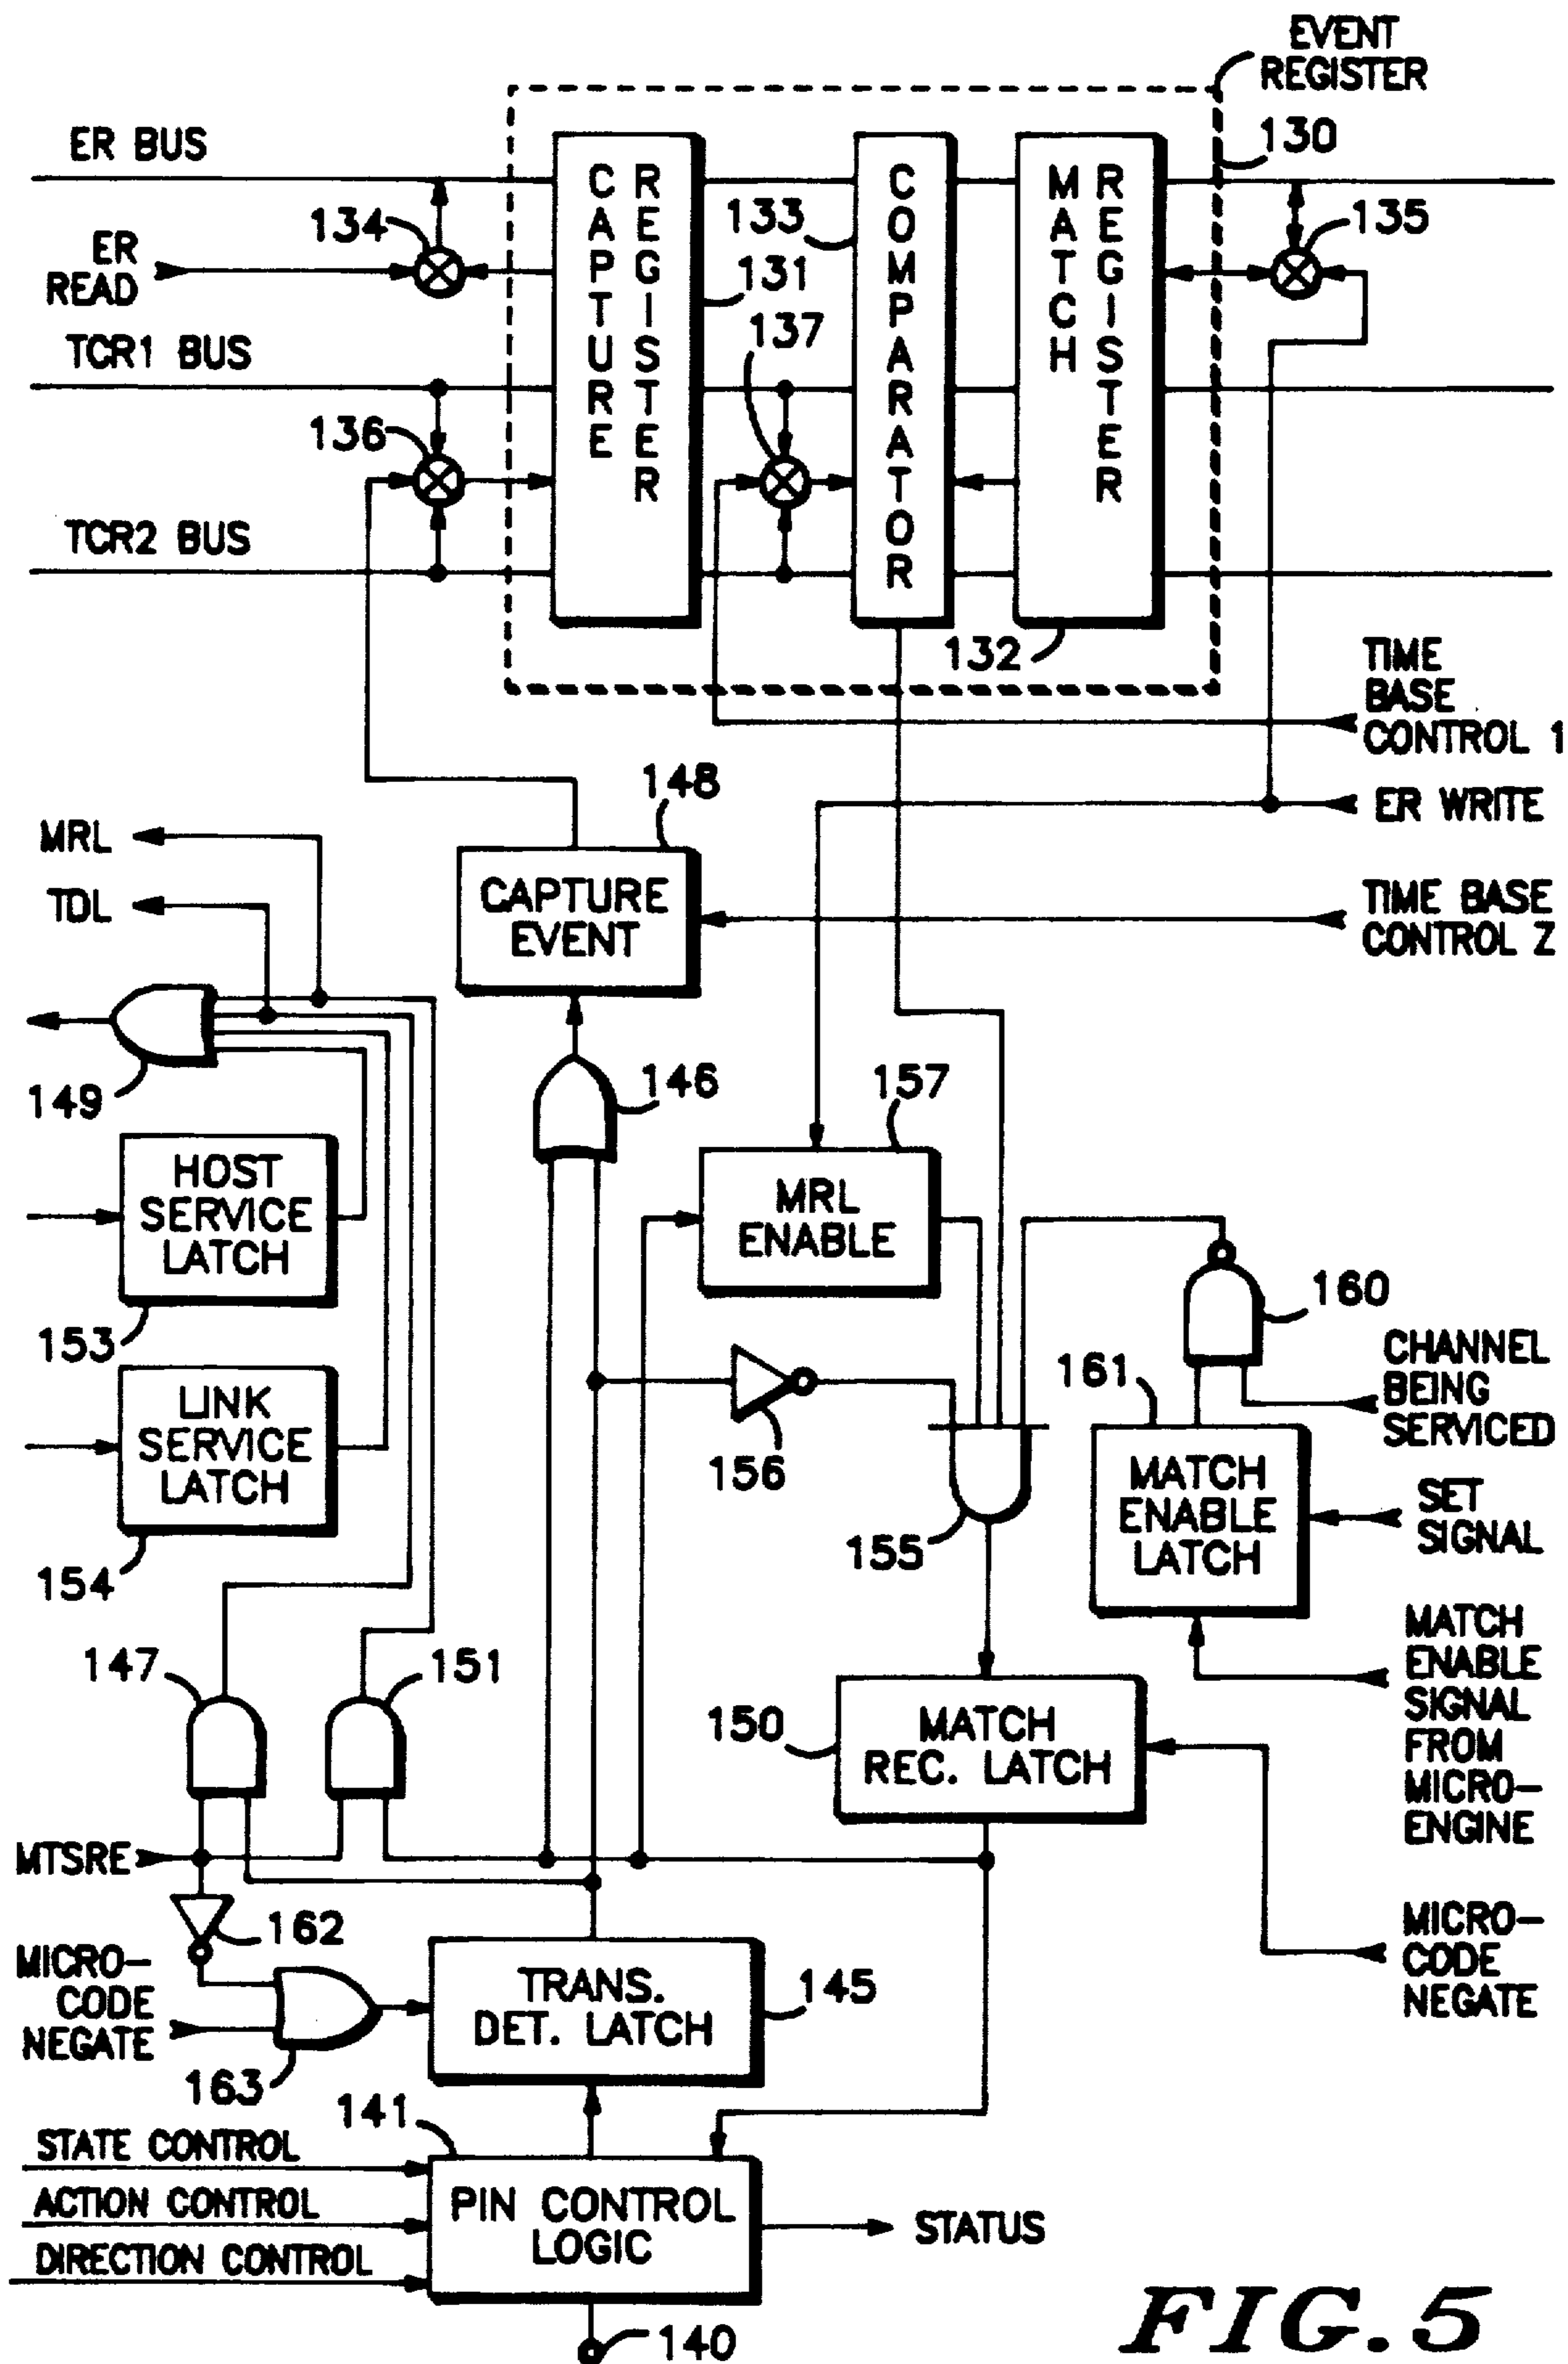 EVENT
REGISTER
130
ER BUS
134
ER
READ
CAPTURE
REGISTER
131
133
COMPARATOR
MATCH
REGISTER
135
TCR1 BUS
137
136
TCR2 BUS
132
TIME
BASE
CONTROL 1
148
MRL
ER WRITE
TDL
CAPTURE
EVENT
TIME BASE
CONTROL Z
149
146
157
HOST
SERVICE
LATCH
MRL
ENABLE
153
160
CHANNEL
BEING
SERVICED
161
LINK
SERVICE
LATCH
156
MATCH
ENABLE
LATCH
SET
SIGNAL
155
154
MATCH
ENABLE
SIGNAL
FROM
MICRO-
ENGINE
147
151
150
MATCH
REC. LATCH
MTSRE
162
MICRO-
CODE
NEGATE
MICRO-
CODE
NEGATE
TRANS.
DET. LATCH
145
163
141
STATE CONTROL
ACTION CONTROL
DIRECTION CONTROL
PIN CONTROL
LOGIC
STATUS
140
FIG. 5